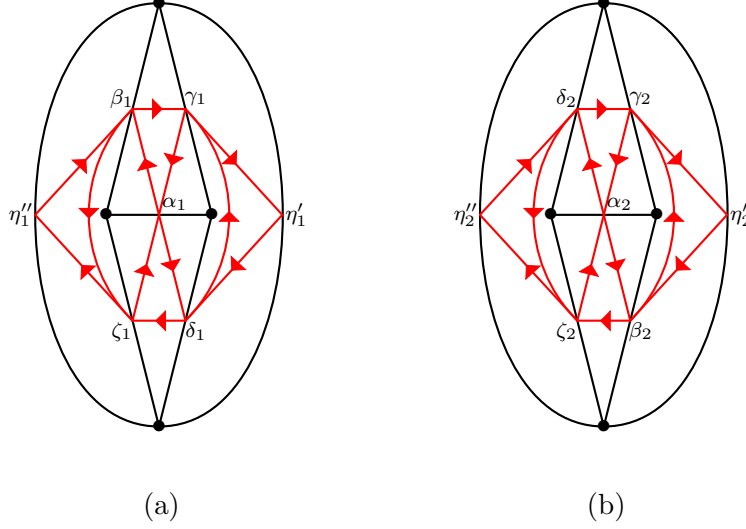 β₁ γ₁ δ₂ γ₂
η₁″ α₁ η₁′ η₂″ α₂ η₂′
ζ₁ δ₁ ζ₂ β₂
(a) (b)